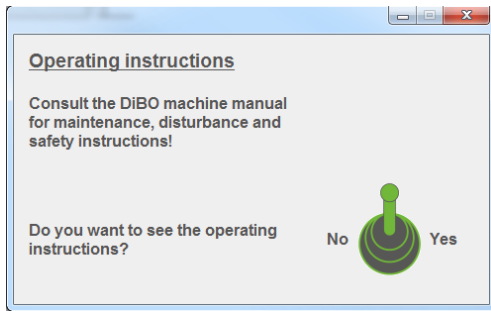 Operating instructions
Consult the DiBO machine manual
for maintenance, disturbance and
safety instructions!
Do you want to see the operating
instructions?
No
Yes